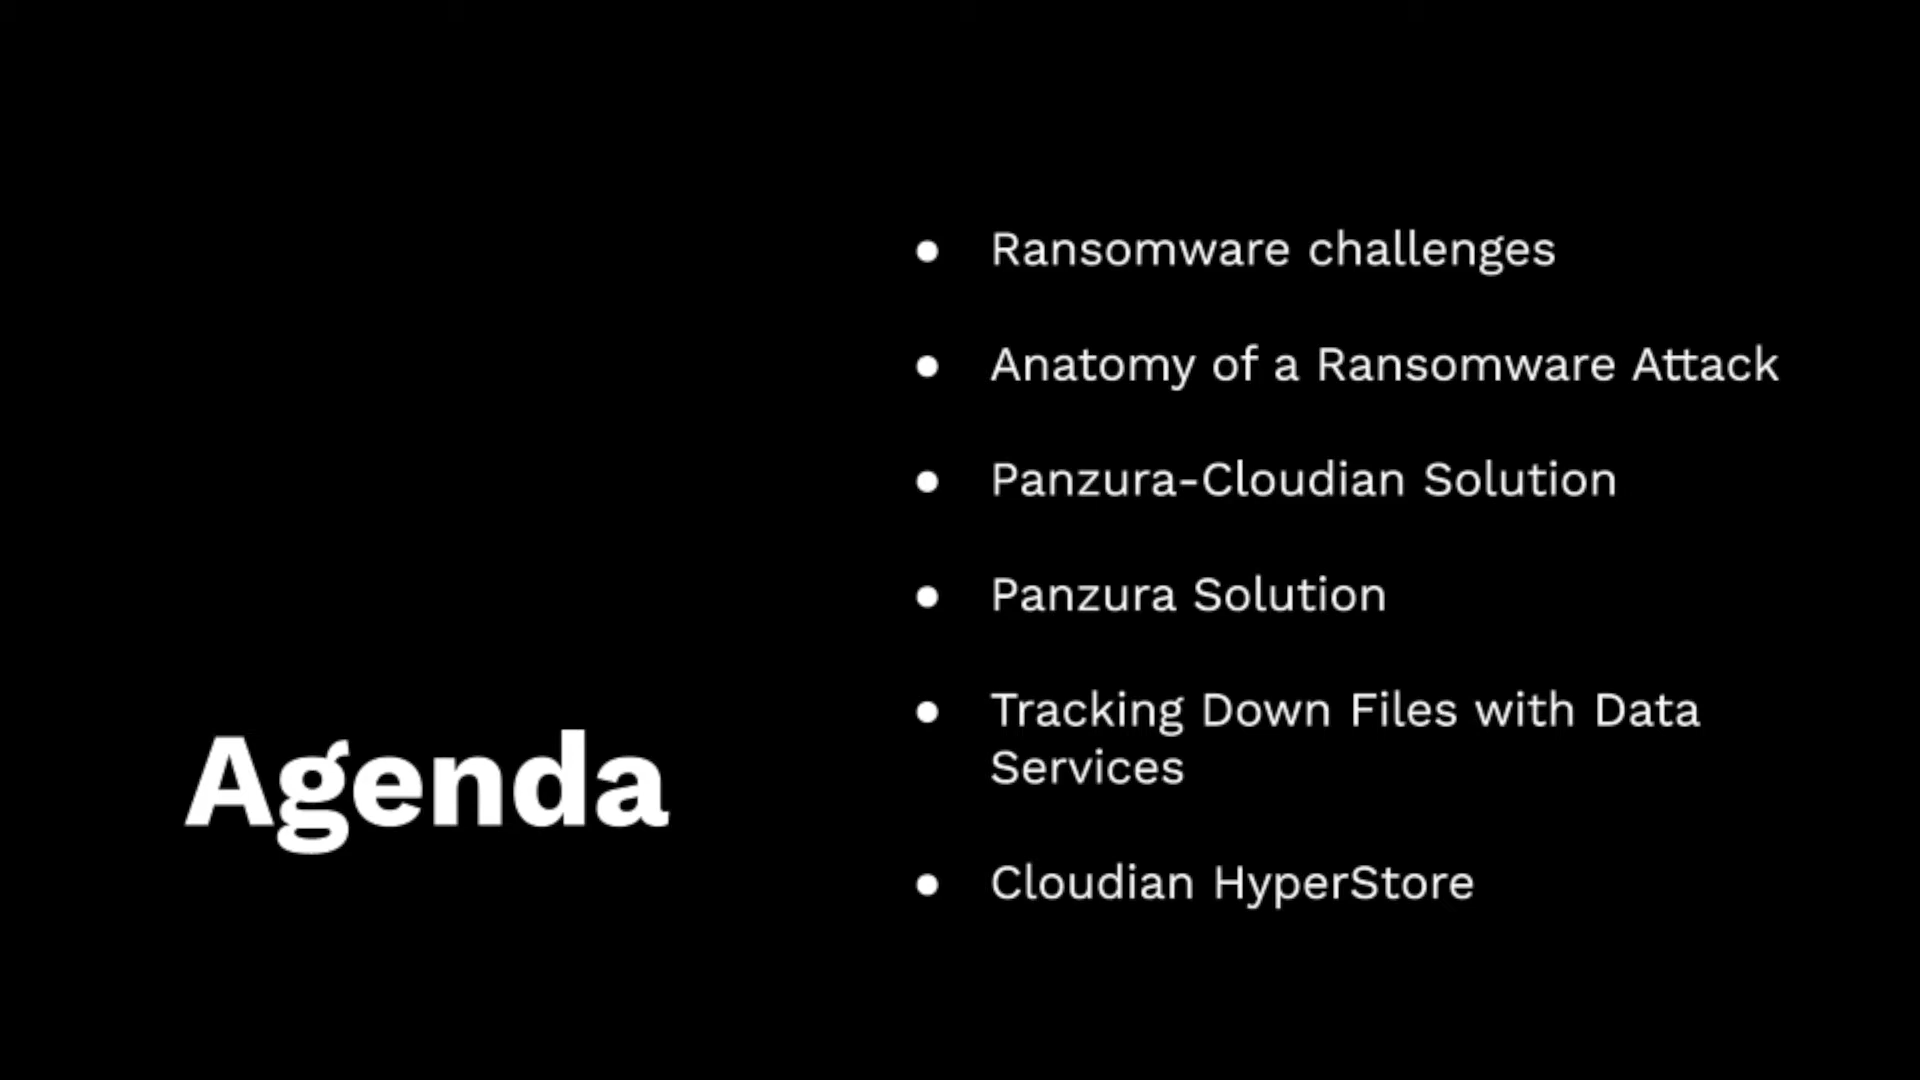 Agenda
● Ransomware challenges
● Anatomy of a Ransomware Attack
● Panzura-Cloudian Solution
● Panzura Solution
● Tracking Down Files with Data
Services
● Cloudian HyperStore